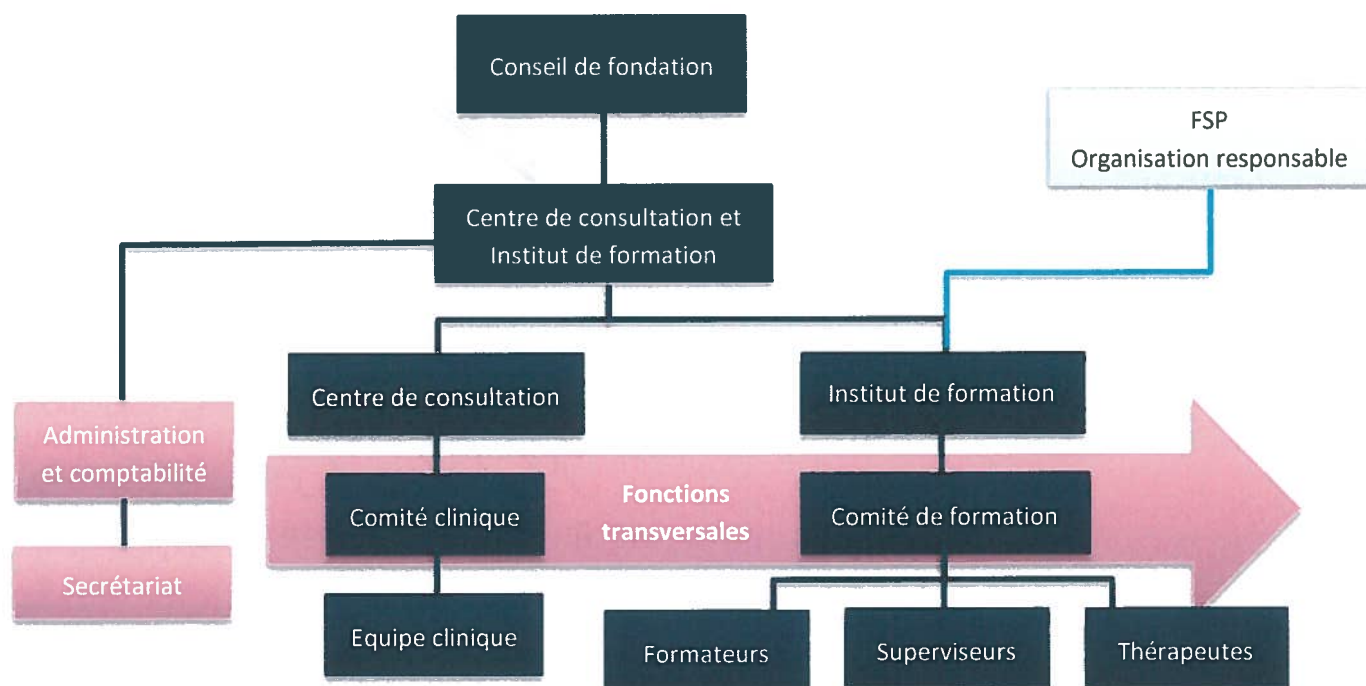 Conseil de fondation
FSP
Organisation responsable
Centre de consultation et
Institut de formation
Centre de consultation
Institut de formation
Administration
et comptabilité
Fonctions
transversales
Comité clinique
Comité de formation
Secrétariat
Equipe clinique
Formateurs
Superviseurs
Thérapeutes